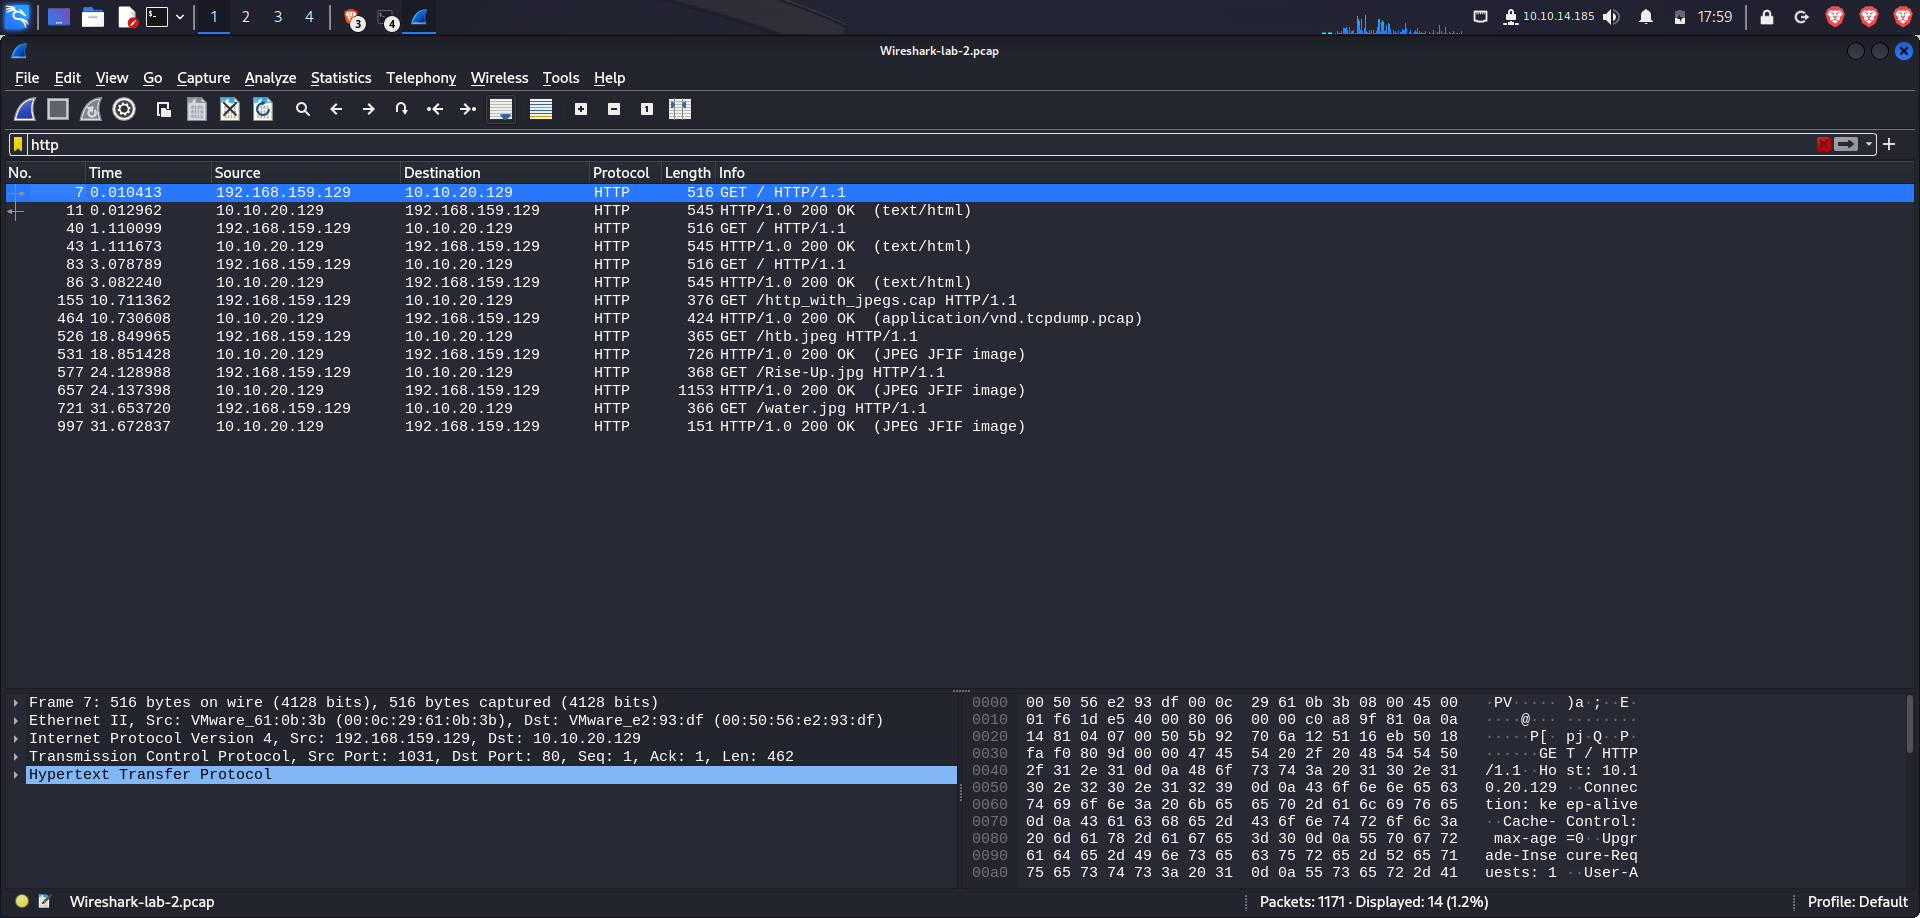 1 2 3 4 3 4 10.10.14.185 17:59
Wireshark-lab-2.pcap
File Edit View Go Capture Analyze Statistics Telephony Wireless Tools Help
http
No. Time Source Destination Protocol Length Info
7 0.010413 192.168.159.129 10.10.20.129 HTTP 516 GET / HTTP/1.1
11 0.012962 10.10.20.129 192.168.159.129 HTTP 545 HTTP/1.0 200 OK (text/html)
40 1.110099 192.168.159.129 10.10.20.129 HTTP 516 GET / HTTP/1.1
43 1.111673 10.10.20.129 192.168.159.129 HTTP 545 HTTP/1.0 200 OK (text/html)
83 3.078789 192.168.159.129 10.10.20.129 HTTP 516 GET / HTTP/1.1
86 3.082240 10.10.20.129 192.168.159.129 HTTP 545 HTTP/1.0 200 OK (text/html)
155 10.711362 192.168.159.129 10.10.20.129 HTTP 376 GET /http_with_jpegs.cap HTTP/1.1
464 10.730608 10.10.20.129 192.168.159.129 HTTP 424 HTTP/1.0 200 OK (application/vnd.tcpdump.pcap)
526 18.849965 192.168.159.129 10.10.20.129 HTTP 365 GET /htb.jpeg HTTP/1.1
531 18.851428 10.10.20.129 192.168.159.129 HTTP 726 HTTP/1.0 200 OK (JPEG JFIF image)
577 24.128988 192.168.159.129 10.10.20.129 HTTP 368 GET /Rise-Up.jpg HTTP/1.1
657 24.137398 10.10.20.129 192.168.159.129 HTTP 1153 HTTP/1.0 200 OK (JPEG JFIF image)
721 31.653720 192.168.159.129 10.10.20.129 HTTP 366 GET /water.jpg HTTP/1.1
997 31.672837 10.10.20.129 192.168.159.129 HTTP 151 HTTP/1.0 200 OK (JPEG JFIF image)
Frame 7: 516 bytes on wire (4128 bits), 516 bytes captured (4128 bits)
Ethernet II, Src: VMware_61:0b:3b (00:0c:29:61:0b:3b), Dst: VMware_e2:93:df (00:50:56:e2:93:df)
Internet Protocol Version 4, Src: 192.168.159.129, Dst: 10.10.20.129
Transmission Control Protocol, Src Port: 1031, Dst Port: 80, Seq: 1, Ack: 1, Len: 462
Hypertext Transfer Protocol
0000 00 50 56 e2 93 df 00 0c 29 61 0b 3b 08 00 45 00 ·PV····· )a·;··E·
0010 01 f6 1d e5 40 00 80 06 00 00 c0 a8 9f 81 0a 0a ····@··· ········
0020 14 81 04 07 00 50 5b 92 70 6a 12 51 16 eb 50 18 ·····P[· pj·Q··P·
0030 fa f0 80 9d 00 00 47 45 54 20 2f 20 48 54 54 50 ······GE T / HTTP
0040 2f 31 2e 31 0d 0a 48 6f 73 74 3a 20 31 30 2e 31 /1.1··Ho st: 10.1
0050 30 2e 32 30 2e 31 32 39 0d 0a 43 6f 6e 6e 65 63 0.20.129 ··Connec
0060 74 69 6f 6e 3a 20 6b 65 65 70 2d 61 6c 69 76 65 tion: ke ep-alive
0070 0d 0a 43 61 63 68 65 2d 43 6f 6e 74 72 6f 6c 3a ··Cache- Control:
0080 20 6d 61 78 2d 61 67 65 3d 30 0d 0a 55 70 67 72 max-age =0··Upgr
0090 61 64 65 2d 49 6e 73 65 63 75 72 65 2d 52 65 71 ade-Inse cure-Req
00a0 75 65 73 74 73 3a 20 31 0d 0a 55 73 65 72 2d 41 uests: 1 ··User-A
Wireshark-lab-2.pcap Packets: 1171 · Displayed: 14 (1.2%) Profile: Default